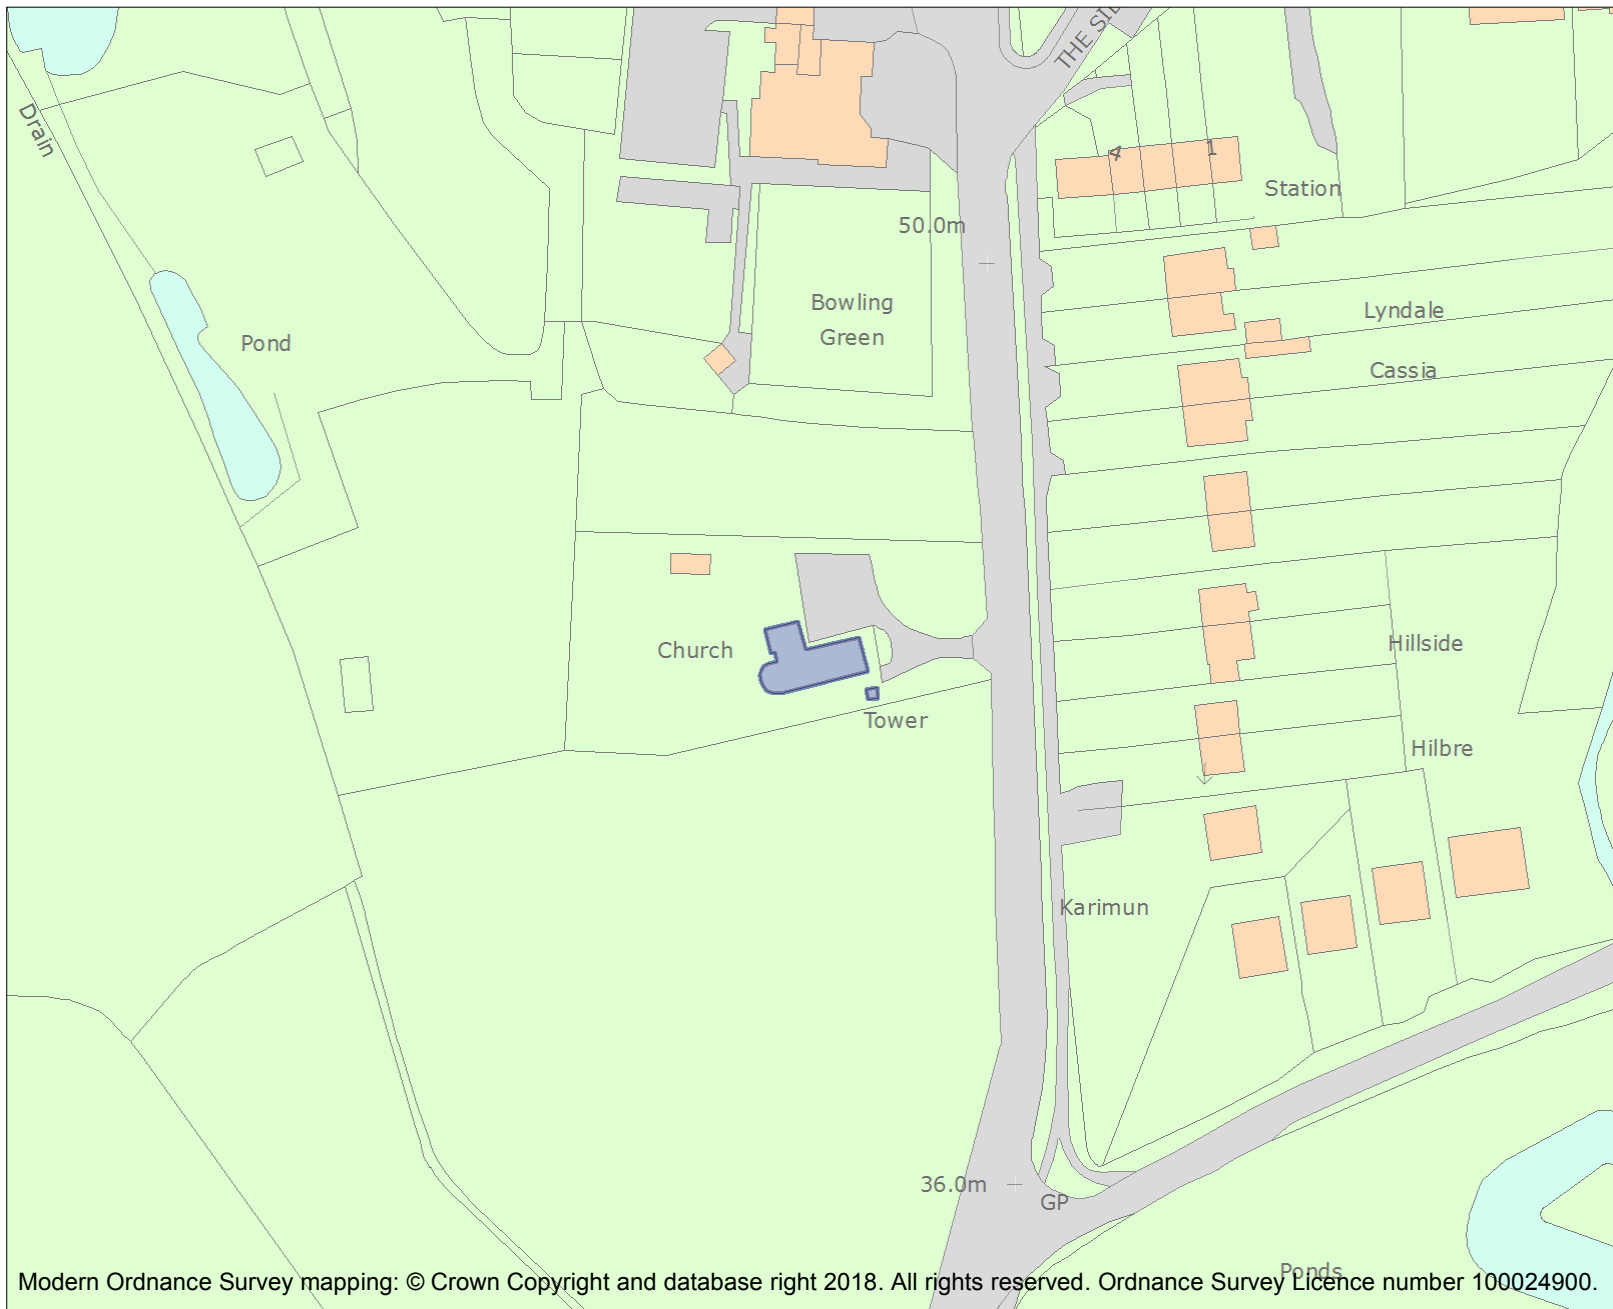 THE SIL
Drain
4
1
Station
50.0m
Bowling
Green
Lyndale
Pond
Cassia
Church
Hillside
Tower
Hilbre
Karimun
36.0m
GP
Ponds
Modern Ordnance Survey mapping: © Crown Copyright and database right 2018. All rights reserved. Ordnance Survey Licence number 100024900.